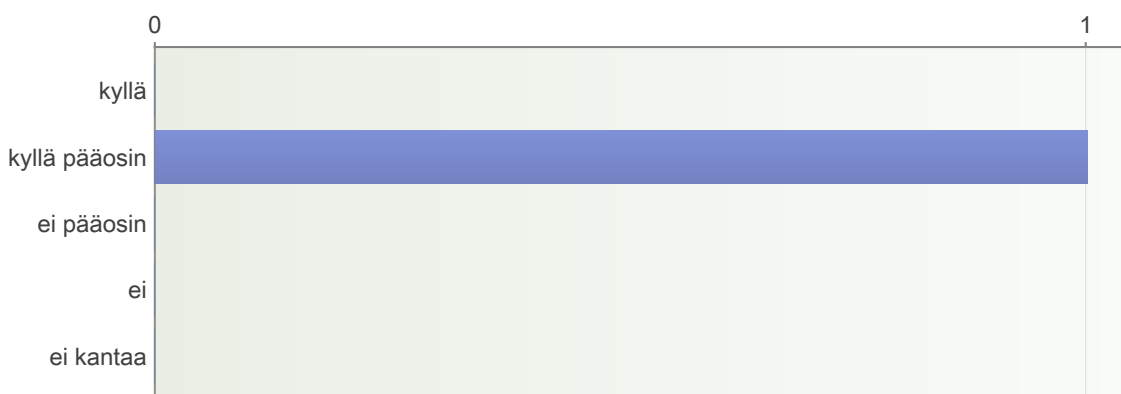 0 1
kyllä
kyllä pääosin
ei pääosin
ei
ei kantaa